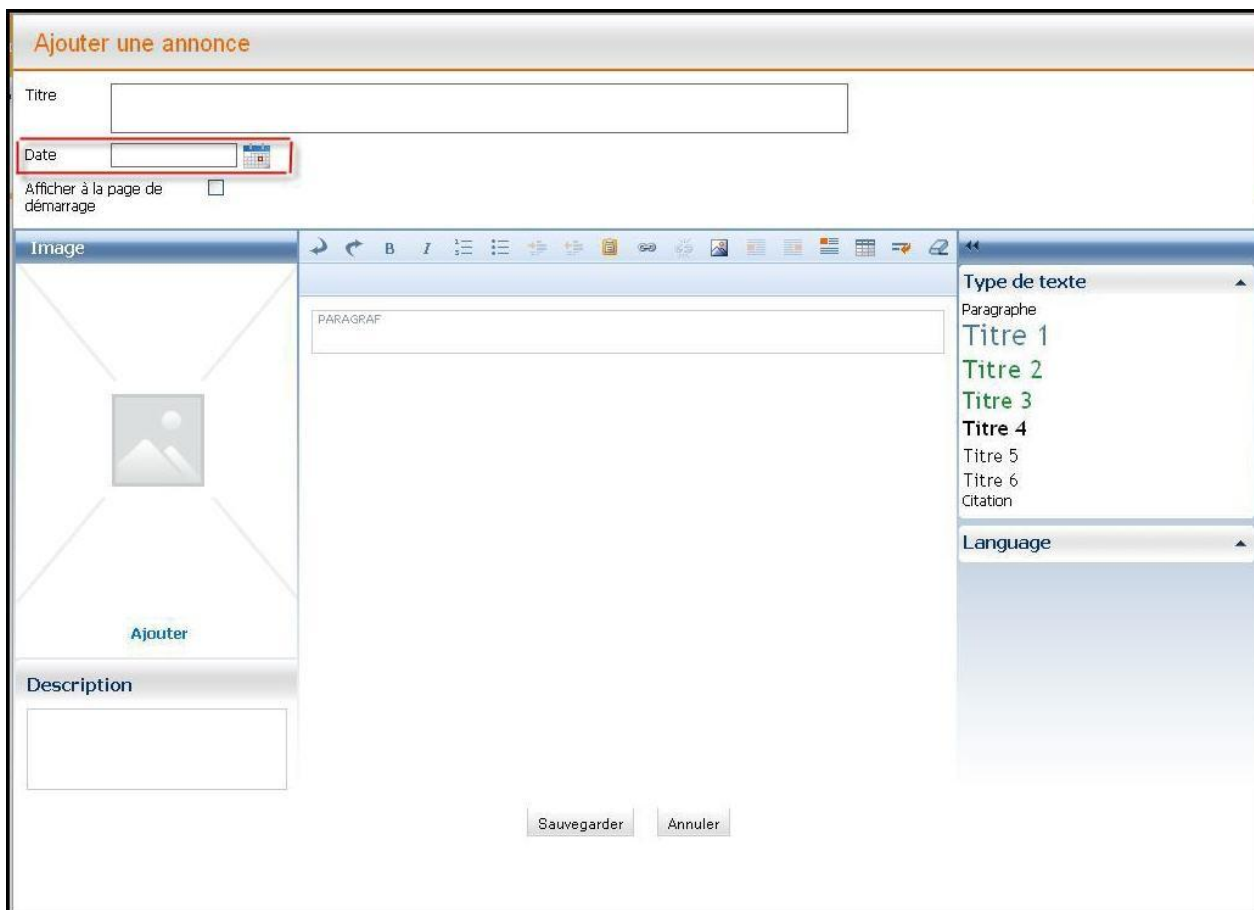 Ajouter une annonce
Titre
Date
Afficher à la page de
démarrage
Image
B I
Type de texte
PARAGRAF
Paragraphe
Titre 1
Titre 2
Titre 3
Titre 4
Titre 5
Titre 6
Citation
Language
Ajouter
Description
Sauvegarder Annuler